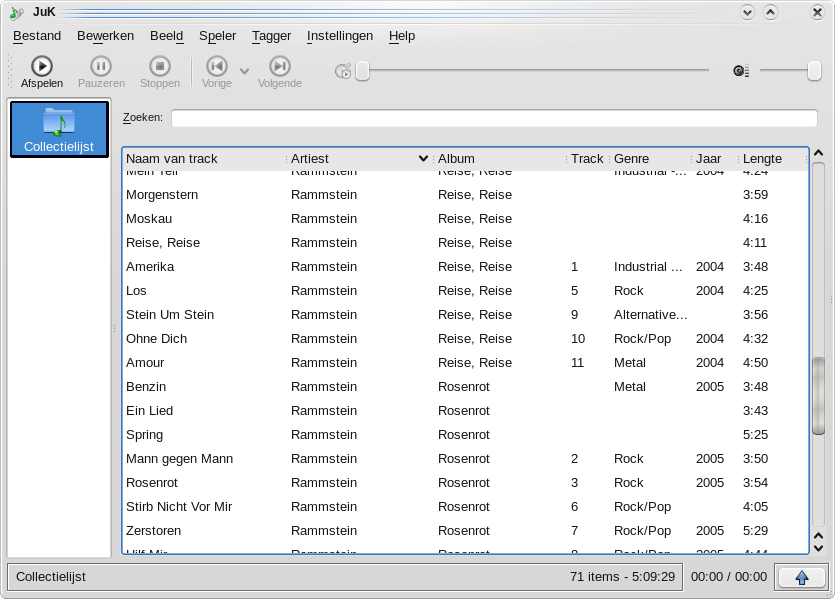 JuK
Bestand Bewerken Beeld Speler Tagger Instellingen Help
Afspelen Pauzeren Stoppen Vorige Volgende
Collectielijst
Zoeken:
Naam van track Artiest Album Track Genre Jaar Lengte
Mein Teil Rammstein Reise, Reise Industrial -... 2004 4:24
Morgenstern Rammstein Reise, Reise 3:59
Moskau Rammstein Reise, Reise 4:16
Reise, Reise Rammstein Reise, Reise 4:11
Amerika Rammstein Reise, Reise 1 Industrial ... 2004 3:48
Los Rammstein Reise, Reise 5 Rock 2004 4:25
Stein Um Stein Rammstein Reise, Reise 9 Alternative... 3:56
Ohne Dich Rammstein Reise, Reise 10 Rock/Pop 2004 4:32
Amour Rammstein Reise, Reise 11 Metal 2004 4:50
Benzin Rammstein Rosenrot Metal 2005 3:48
Ein Lied Rammstein Rosenrot 3:43
Spring Rammstein Rosenrot 5:25
Mann gegen Mann Rammstein Rosenrot 2 Rock 2005 3:50
Rosenrot Rammstein Rosenrot 3 Rock 2005 3:54
Stirb Nicht Vor Mir Rammstein Rosenrot 6 Rock/Pop 4:05
Zerstoren Rammstein Rosenrot 7 Rock/Pop 2005 5:29
Hilf Mir Rammstein Rosenrot 8 Rock/Pop 2005 4:44
Collectielijst 71 items - 5:09:29 00:00 / 00:00